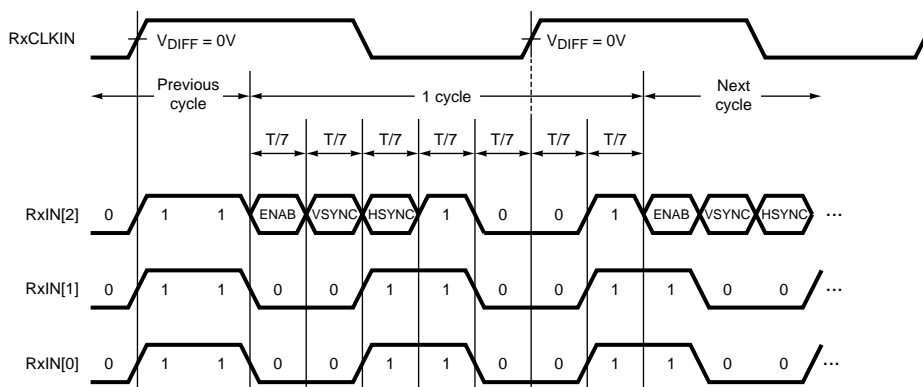 RxCLKIN
V_DIFF = 0V V_DIFF = 0V
Previous cycle 1 cycle Next cycle
T/7 T/7 T/7 T/7 T/7 T/7 T/7
RxIN[2] 0 1 1 ENAB VSYNC HSYNC 1 0 0 1 ENAB VSYNC HSYNC ...
RxIN[1] 0 1 1 0 0 1 1 0 0 1 1 0 0 ...
RxIN[0] 0 1 1 0 0 1 1 0 0 1 1 0 0 ...